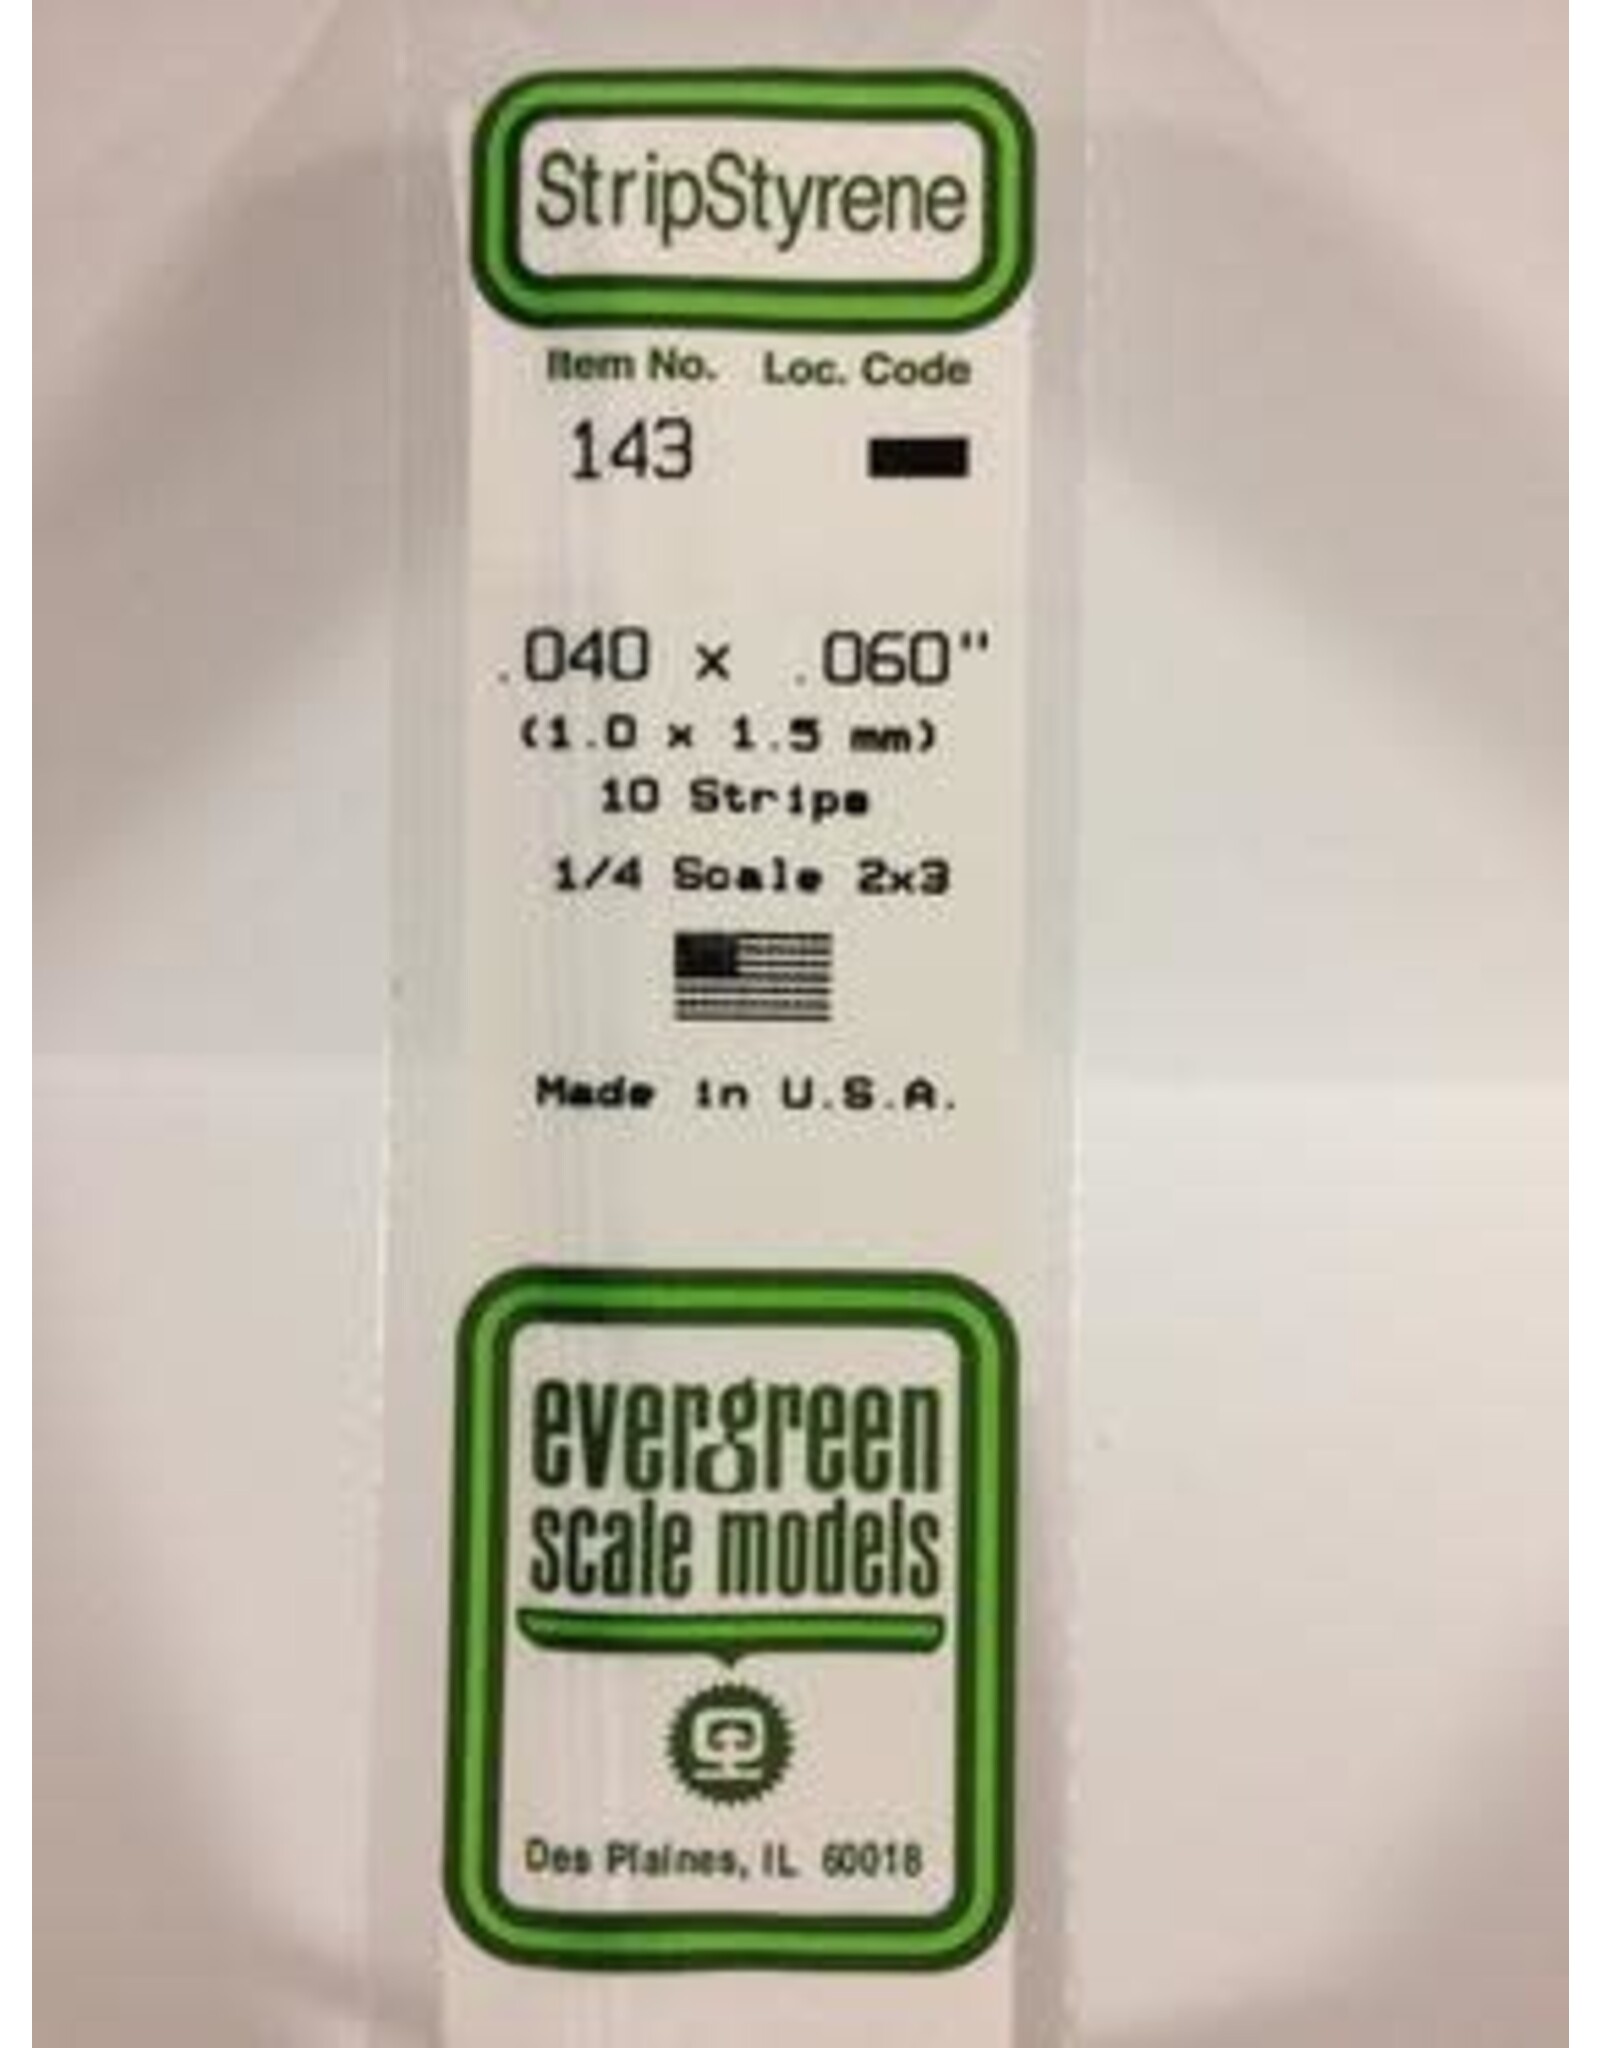 StripStyrene
Item No. Loc. Code
143
.040 x .060"
(1.0 x 1.5 mm)
10 Strips
1/4 Scale 2x3
Made in U.S.A.
evergreen
scale models
Des Plaines, IL 60018